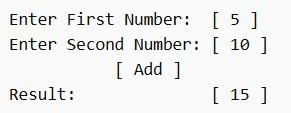 Enter First Number:  [ 5 ]
Enter Second Number: [ 10 ]
           [ Add ]
Result:              [ 15 ]